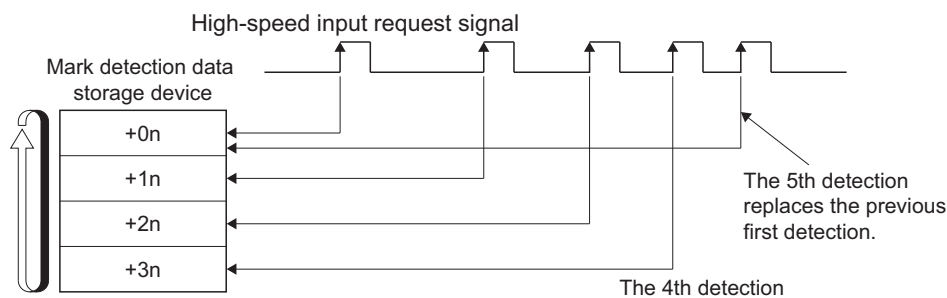 High-speed input request signal
Mark detection data
storage device
+0n
+1n
+2n
+3n
The 5th detection
replaces the previous
first detection.
The 4th detection